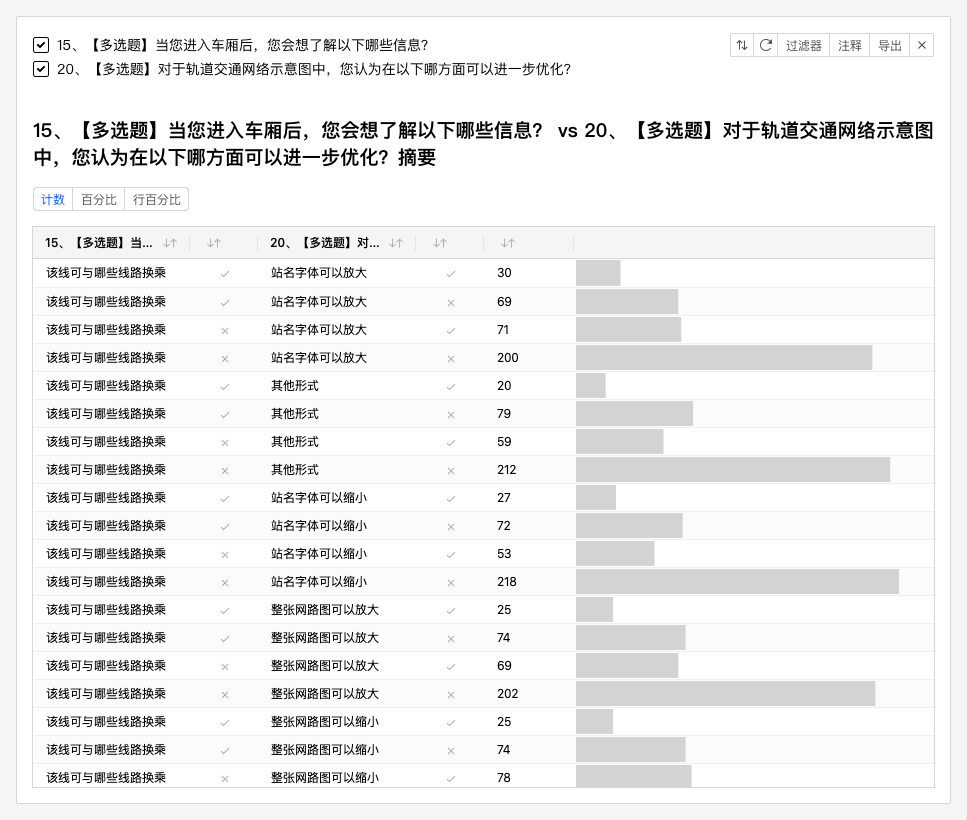 15、【多选题】当您进入车厢后，您会想了解以下哪些信息？
过滤器 注释 导出
20、【多选题】对于轨道交通网络示意图中，您认为在以下哪方面可以进一步优化？
15、【多选题】当您进入车厢后，您会想了解以下哪些信息？ vs 20、【多选题】对于轨道交通网络示意图
中，您认为在以下哪方面可以进一步优化？摘要
计数 百分比 行百分比
15、【多选题】当... 20、【多选题】对...
该线可与哪些线路换乘 ✓ 站名字体可以放大 ✓ 30
该线可与哪些线路换乘 ✓ 站名字体可以放大 × 69
该线可与哪些线路换乘 × 站名字体可以放大 ✓ 71
该线可与哪些线路换乘 × 站名字体可以放大 × 200
该线可与哪些线路换乘 ✓ 其他形式 ✓ 20
该线可与哪些线路换乘 ✓ 其他形式 × 79
该线可与哪些线路换乘 × 其他形式 ✓ 59
该线可与哪些线路换乘 × 其他形式 × 212
该线可与哪些线路换乘 ✓ 站名字体可以缩小 ✓ 27
该线可与哪些线路换乘 ✓ 站名字体可以缩小 × 72
该线可与哪些线路换乘 × 站名字体可以缩小 ✓ 53
该线可与哪些线路换乘 × 站名字体可以缩小 × 218
该线可与哪些线路换乘 ✓ 整张网路图可以放大 ✓ 25
该线可与哪些线路换乘 ✓ 整张网路图可以放大 × 74
该线可与哪些线路换乘 × 整张网路图可以放大 ✓ 69
该线可与哪些线路换乘 × 整张网路图可以放大 × 202
该线可与哪些线路换乘 ✓ 整张网路图可以缩小 ✓ 25
该线可与哪些线路换乘 ✓ 整张网路图可以缩小 × 74
该线可与哪些线路换乘 × 整张网路图可以缩小 ✓ 78